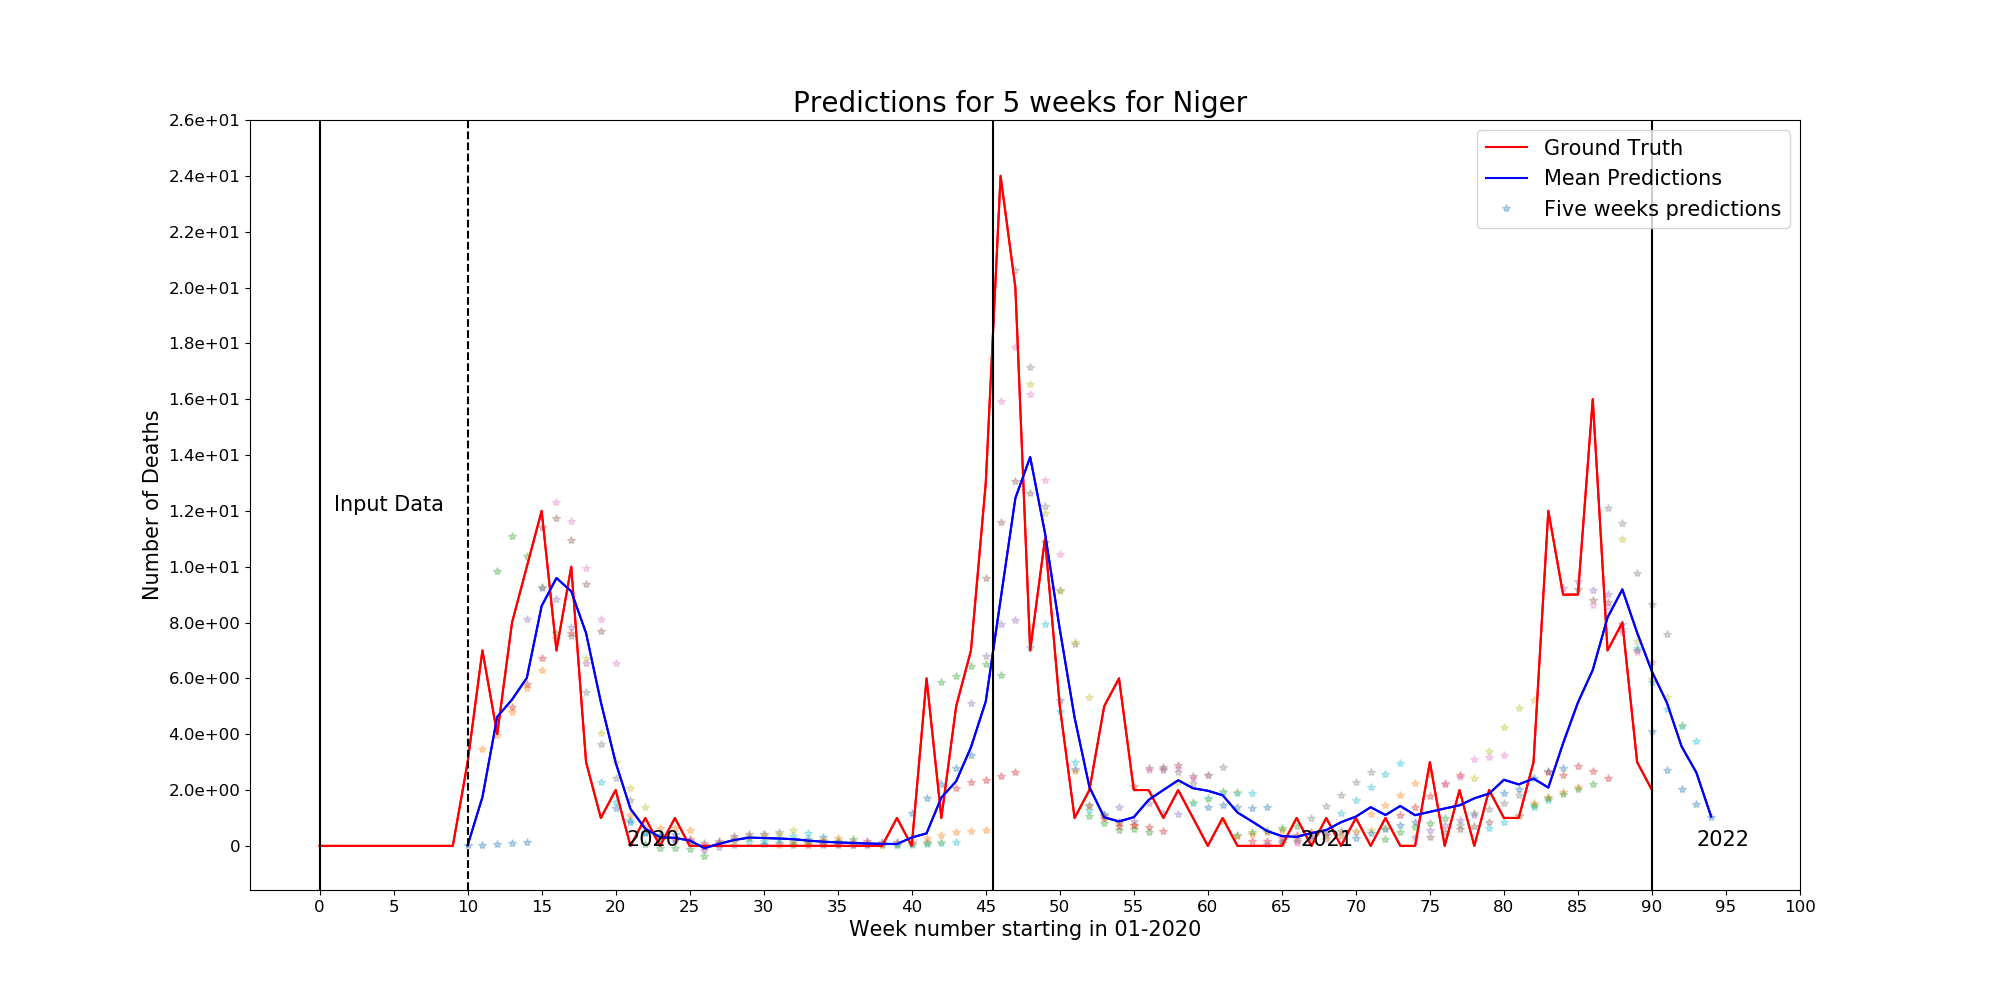 Predictions for 5 weeks for Niger
2.6e+01
2.4e+01
2.2e+01
2.0e+01
1.8e+01
1.6e+01
1.4e+01
1.2e+01
1.0e+01
8.0e+00
6.0e+00
4.0e+00
2.0e+00
0
Number of Deaths
Ground Truth
Mean Predictions
Five weeks predictions
Input Data
2020
2021
2022
0 5 10 15 20 25 30 35 40 45 50 55 60 65 70 75 80 85 90 95 100
Week number starting in 01-2020